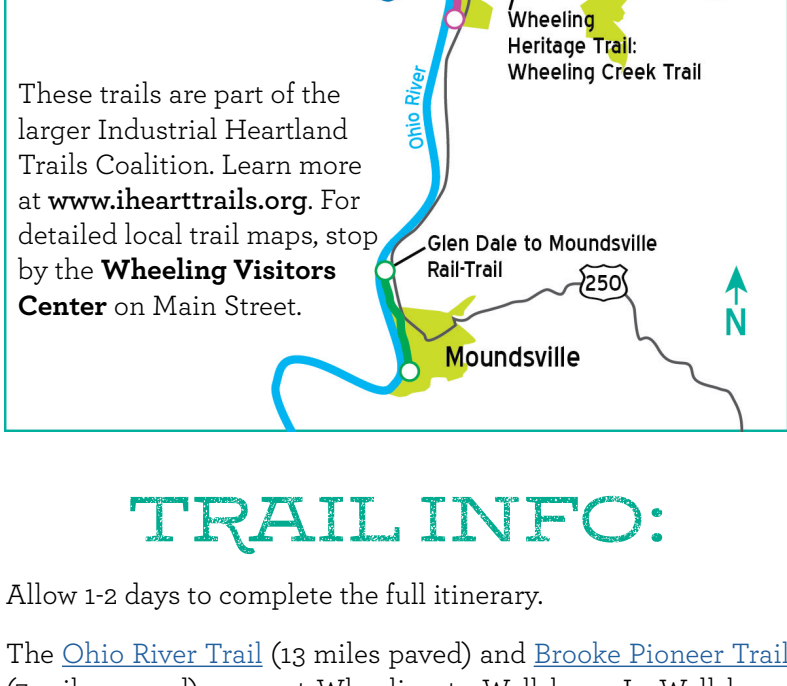 Wheeling
Heritage Trail:
Wheeling Creek Trail
Ohio River
These trails are part of the
larger Industrial Heartland
Trails Coalition. Learn more
at www.ihearttrails.org. For
detailed local trail maps, stop
by the Wheeling Visitors
Center on Main Street.
Glen Dale to Moundsville
Rail-Trail
250
N
Moundsville
TRAIL INFO:
Allow 1-2 days to complete the full itinerary.
The Ohio River Trail (13 miles paved) and Brooke Pioneer Trail